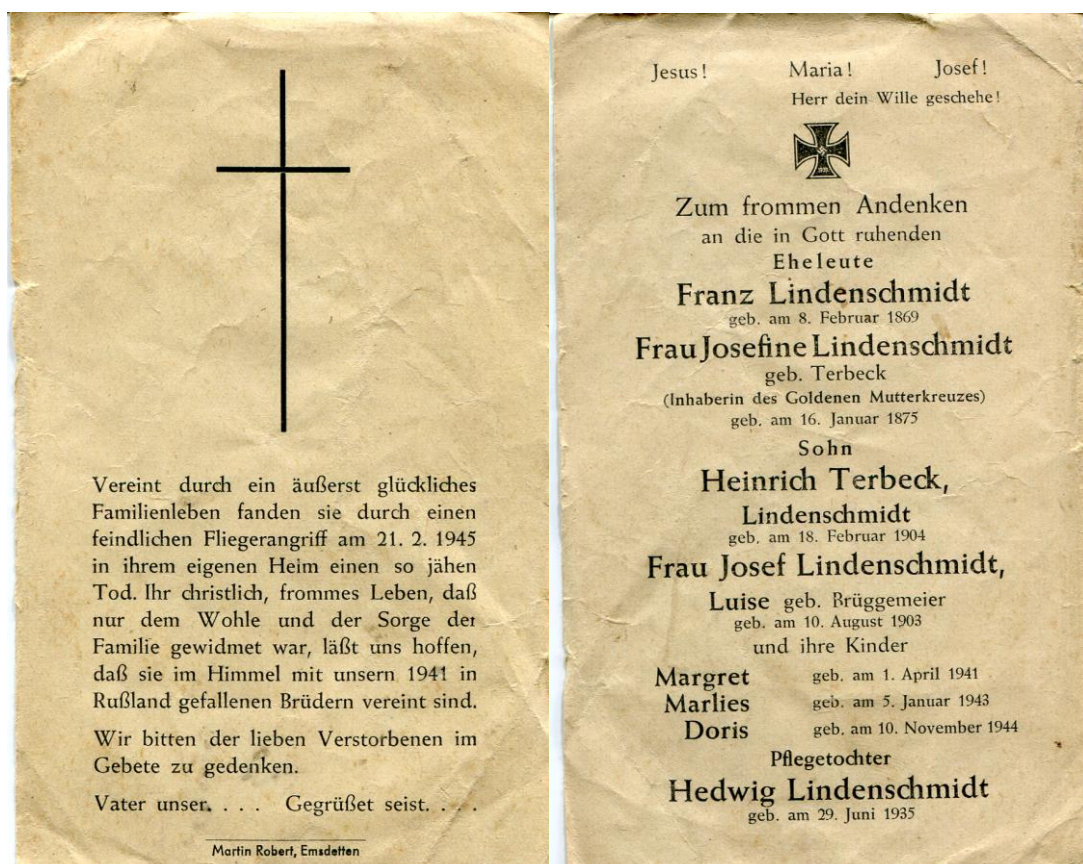 Vereint durch ein äußerst glückliches
Familienleben fanden sie durch einen
feindlichen Fliegerangriff am 21. 2. 1945
in ihrem eigenen Heim einen so jähen
Tod. Ihr christlich, frommes Leben, daß
nur dem Wohle und der Sorge der
Familie gewidmet war, läßt uns hoffen,
daß sie im Himmel mit unsern 1941 in
Rußland gefallenen Brüdern vereint sind.
Wir bitten der lieben Verstorbenen im
Gebete zu gedenken.
Vater unser. . . . Gegrüßet seist. . . .
Martin Robert, Emsdetten
Jesus! Maria! Josef!
Herr dein Wille geschehe!
Zum frommen Andenken
an die in Gott ruhenden
Eheleute
Franz Lindenschmidt
geb. am 8. Februar 1869
Frau Josefine Lindenschmidt
geb. Terbeck
(Inhaberin des Goldenen Mutterkreuzes)
geb. am 16. Januar 1875
Sohn
Heinrich Terbeck,
Lindenschmidt
geb. am 18. Februar 1904
Frau Josef Lindenschmidt,
Luise geb. Brüggemeier
geb. am 10. August 1903
und ihre Kinder
Margret geb. am 1. April 1941
Marlies geb. am 5. Januar 1943
Doris geb. am 10. November 1944
Pflegetochter
Hedwig Lindenschmidt
geb. am 29. Juni 1935